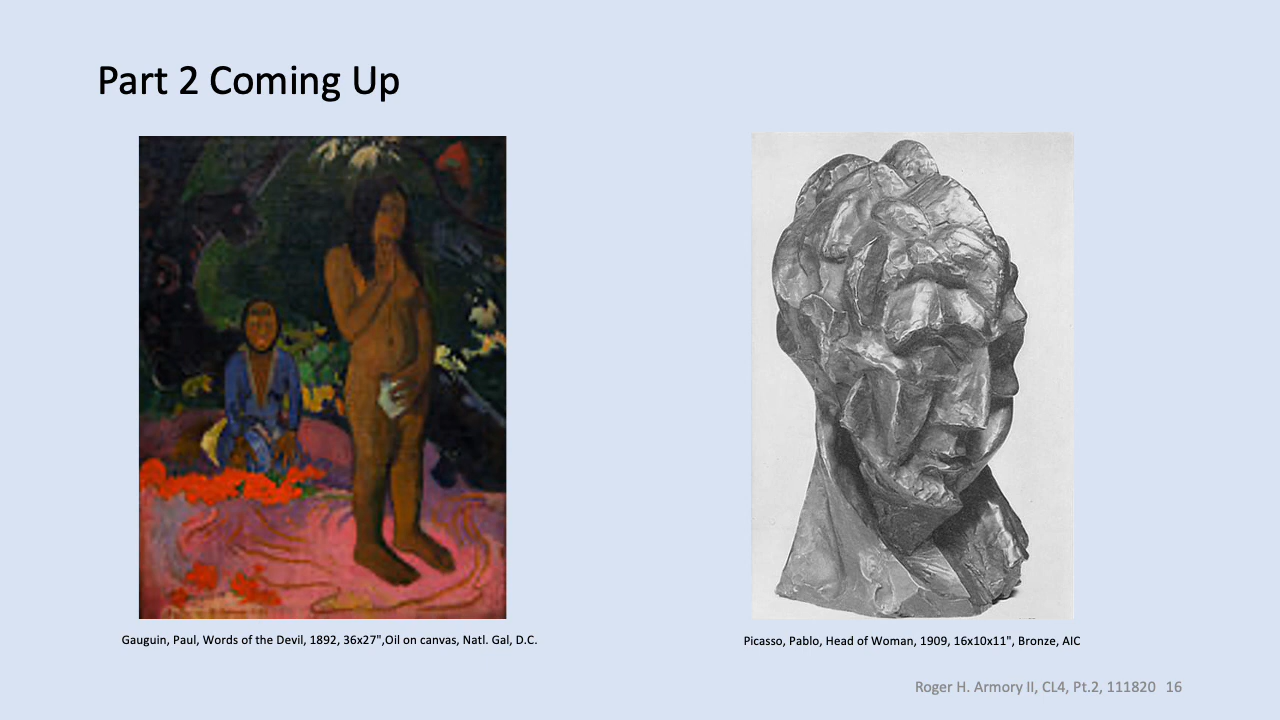 Part 2 Coming Up
Gauguin, Paul, Words of the Devil, 1892, 36x27",Oil on canvas, Natl. Gal, D.C.
Picasso, Pablo, Head of Woman, 1909, 16x10x11", Bronze, AIC
Roger H. Armory II, CL4, Pt.2, 111820 16